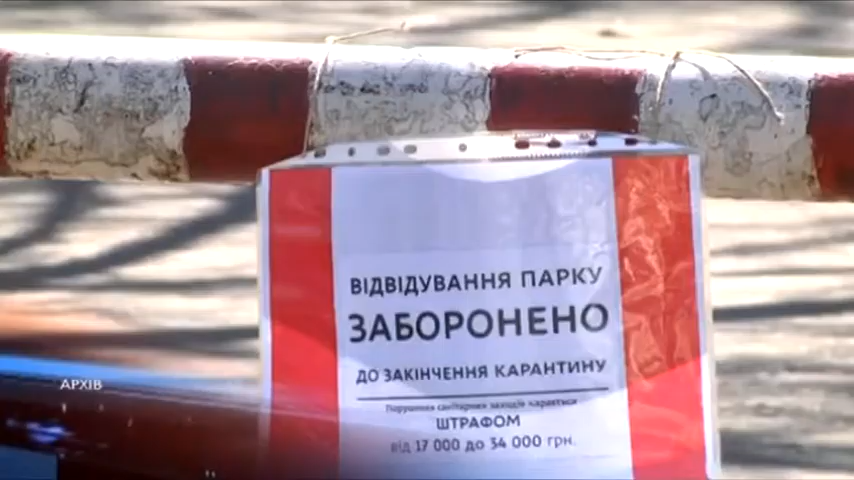 ВІДВІДУВАННЯ ПАРКУ
ЗАБОРОНЕНО
ДО ЗАКІНЧЕННЯ КАРАНТИНУ
Порушення санітарних заходів карається
ШТРАФОМ
від 17 000 до 34 000 грн.
АРХІВ